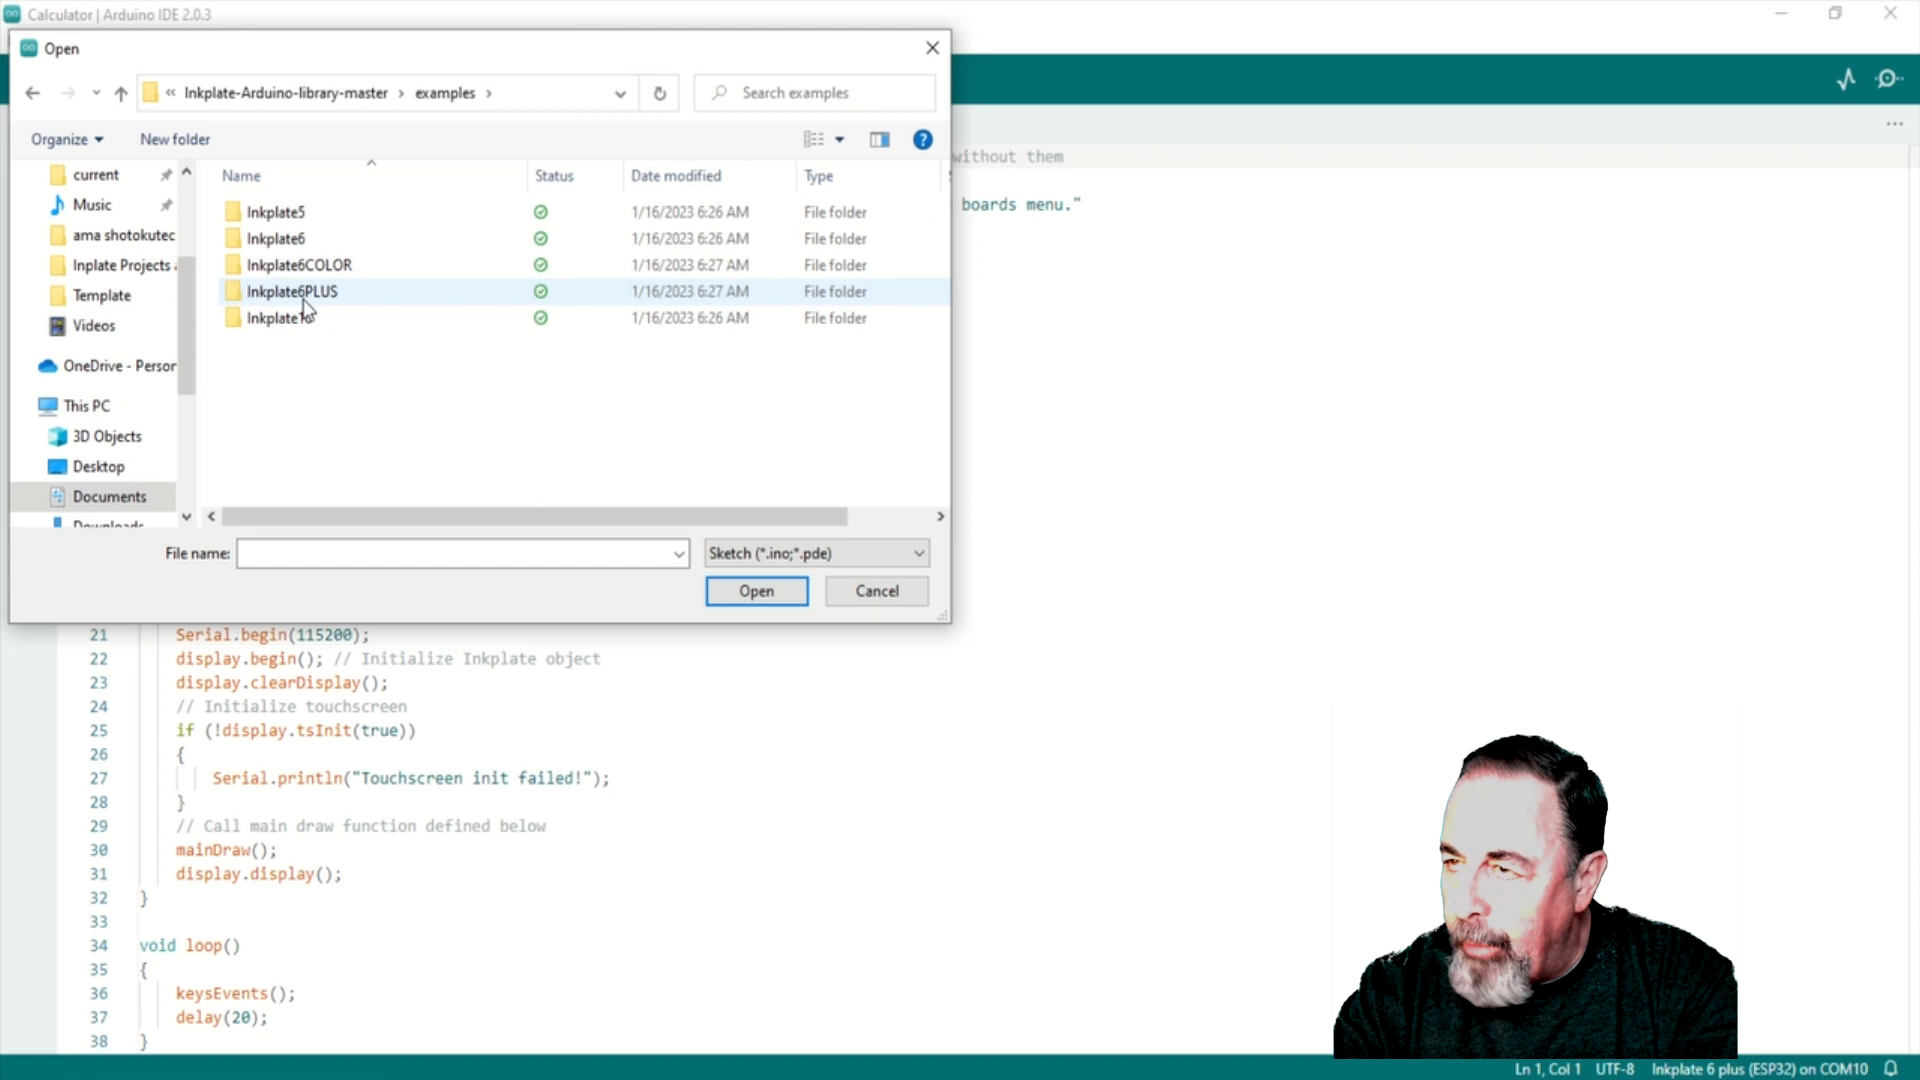 Calculator | Arduino IDE 2.0.3
Open
« Inkplate-Arduino-library-master › examples ›
Search examples
Organize
New folder
Name
Status
Date modified
Type
current
Music
ama shotokutec
Inplate Projects
Template
Videos
OneDrive - Person
This PC
3D Objects
Desktop
Documents
Downloads
Inkplate5 1/16/2023 6:26 AM File folder
Inkplate6 1/16/2023 6:26 AM File folder
Inkplate6COLOR 1/16/2023 6:27 AM File folder
Inkplate6PLUS 1/16/2023 6:27 AM File folder
Inkplate10 1/16/2023 6:26 AM File folder
File name:
Sketch (*.ino;*.pde)
Open
Cancel
without them
boards menu."
21 Serial.begin(115200);
22 display.begin(); // Initialize Inkplate object
23 display.clearDisplay();
24 // Initialize touchscreen
25 if (!display.tsInit(true))
26 {
27 Serial.println("Touchscreen init failed!");
28 }
29 // Call main draw function defined below
30 mainDraw();
31 display.display();
32 }
33
34 void loop()
35 {
36 keysEvents();
37 delay(20);
38 }
Ln 1, Col 1 UTF-8 Inkplate 6 plus (ESP32) on COM10